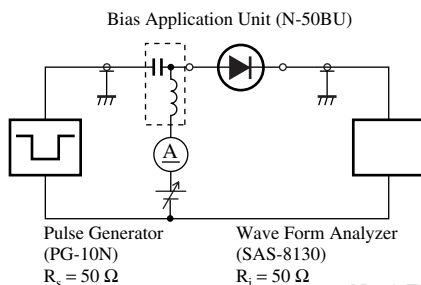 Bias Application Unit (N-50BU)
A
Pulse Generator
(PG-10N)
Rs = 50 Ω
Wave Form Analyzer
(SAS-8130)
Ri = 50 Ω